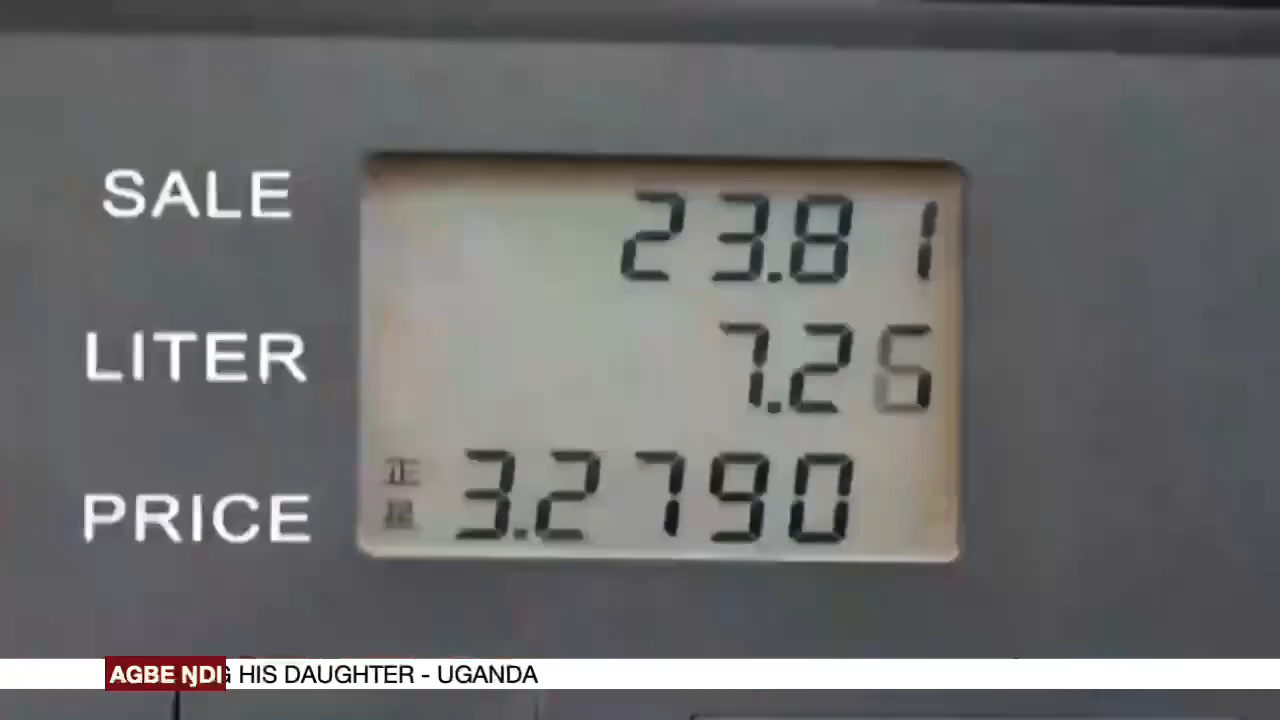 SALE 23.81
LITER 7.26
PRICE 3.2790
AGBE ŊDI G HIS DAUGHTER - UGANDA